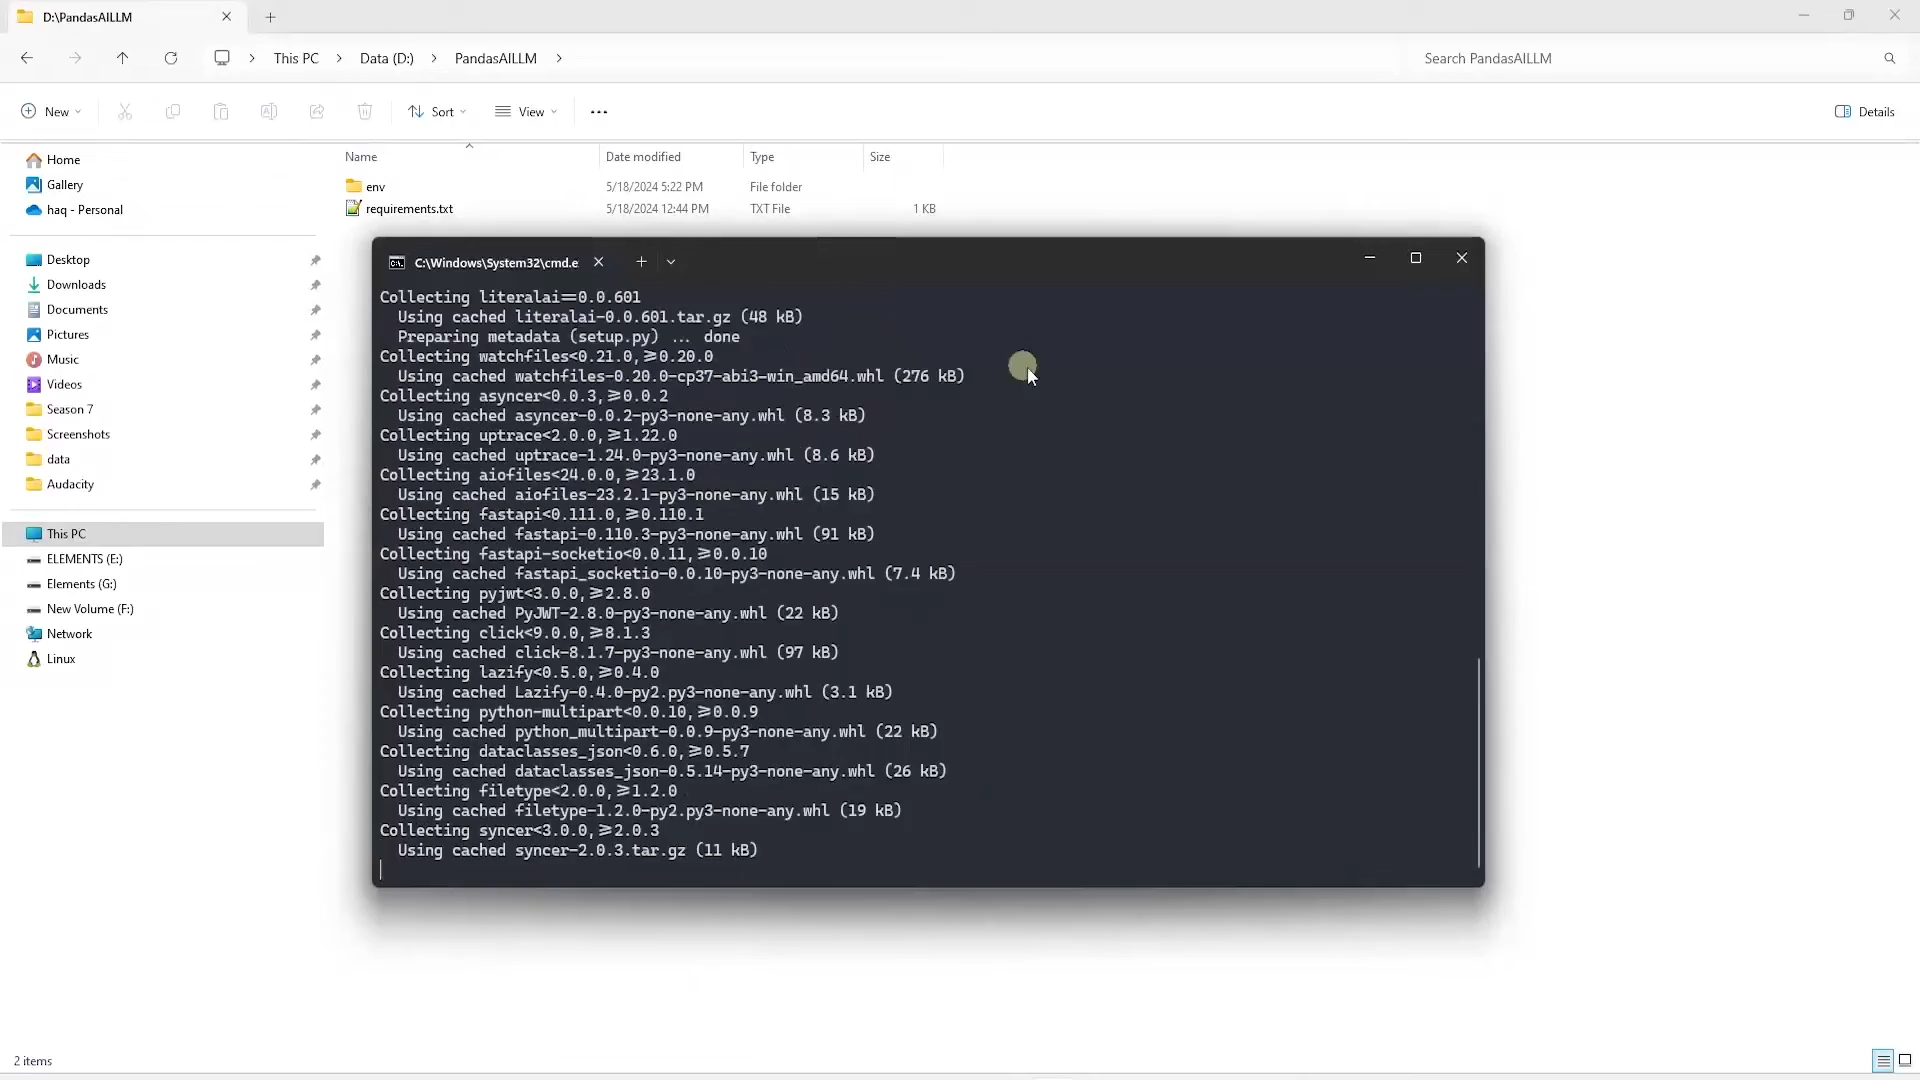 D:\PandasAILLM
This PC
Data (D:)
PandasAILLM
Search PandasAILLM
New
Sort
View
Details
Home
Gallery
haq - Personal
Desktop
Downloads
Documents
Pictures
Music
Videos
Season 7
Screenshots
data
Audacity
This PC
ELEMENTS (E:)
Elements (G:)
New Volume (F:)
Network
Linux
Name Date modified Type Size
env 5/18/2024 5:22 PM File folder
requirements.txt 5/18/2024 12:44 PM TXT File 1 KB
C:\Windows\System32\cmd.e
Collecting literalai==0.0.601
Using cached literalai-0.0.601.tar.gz (48 kB)
Preparing metadata (setup.py) ... done
Collecting watchfiles<0.21.0,>=0.20.0
Using cached watchfiles-0.20.0-cp37-abi3-win_amd64.whl (276 kB)
Collecting asyncer<0.0.3,>=0.0.2
Using cached asyncer-0.0.2-py3-none-any.whl (8.3 kB)
Collecting uptrace<2.0.0,>=1.22.0
Using cached uptrace-1.24.0-py3-none-any.whl (8.6 kB)
Collecting aiofiles<24.0.0,>=23.1.0
Using cached aiofiles-23.2.1-py3-none-any.whl (15 kB)
Collecting fastapi<0.111.0,>=0.110.1
Using cached fastapi-0.110.3-py3-none-any.whl (91 kB)
Collecting fastapi-socketio<0.0.11,>=0.0.10
Using cached fastapi_socketio-0.0.10-py3-none-any.whl (7.4 kB)
Collecting pyjwt<3.0.0,>=2.8.0
Using cached PyJWT-2.8.0-py3-none-any.whl (22 kB)
Collecting click<9.0.0,>=8.1.3
Using cached click-8.1.7-py3-none-any.whl (97 kB)
Collecting lazify<0.5.0,>=0.4.0
Using cached Lazify-0.4.0-py2.py3-none-any.whl (3.1 kB)
Collecting python-multipart<0.0.10,>=0.0.9
Using cached python_multipart-0.0.9-py3-none-any.whl (22 kB)
Collecting dataclasses_json<0.6.0,>=0.5.7
Using cached dataclasses_json-0.5.14-py3-none-any.whl (26 kB)
Collecting filetype<2.0.0,>=1.2.0
Using cached filetype-1.2.0-py2.py3-none-any.whl (19 kB)
Collecting syncer<3.0.0,>=2.0.3
Using cached syncer-2.0.3.tar.gz (11 kB)
2 items